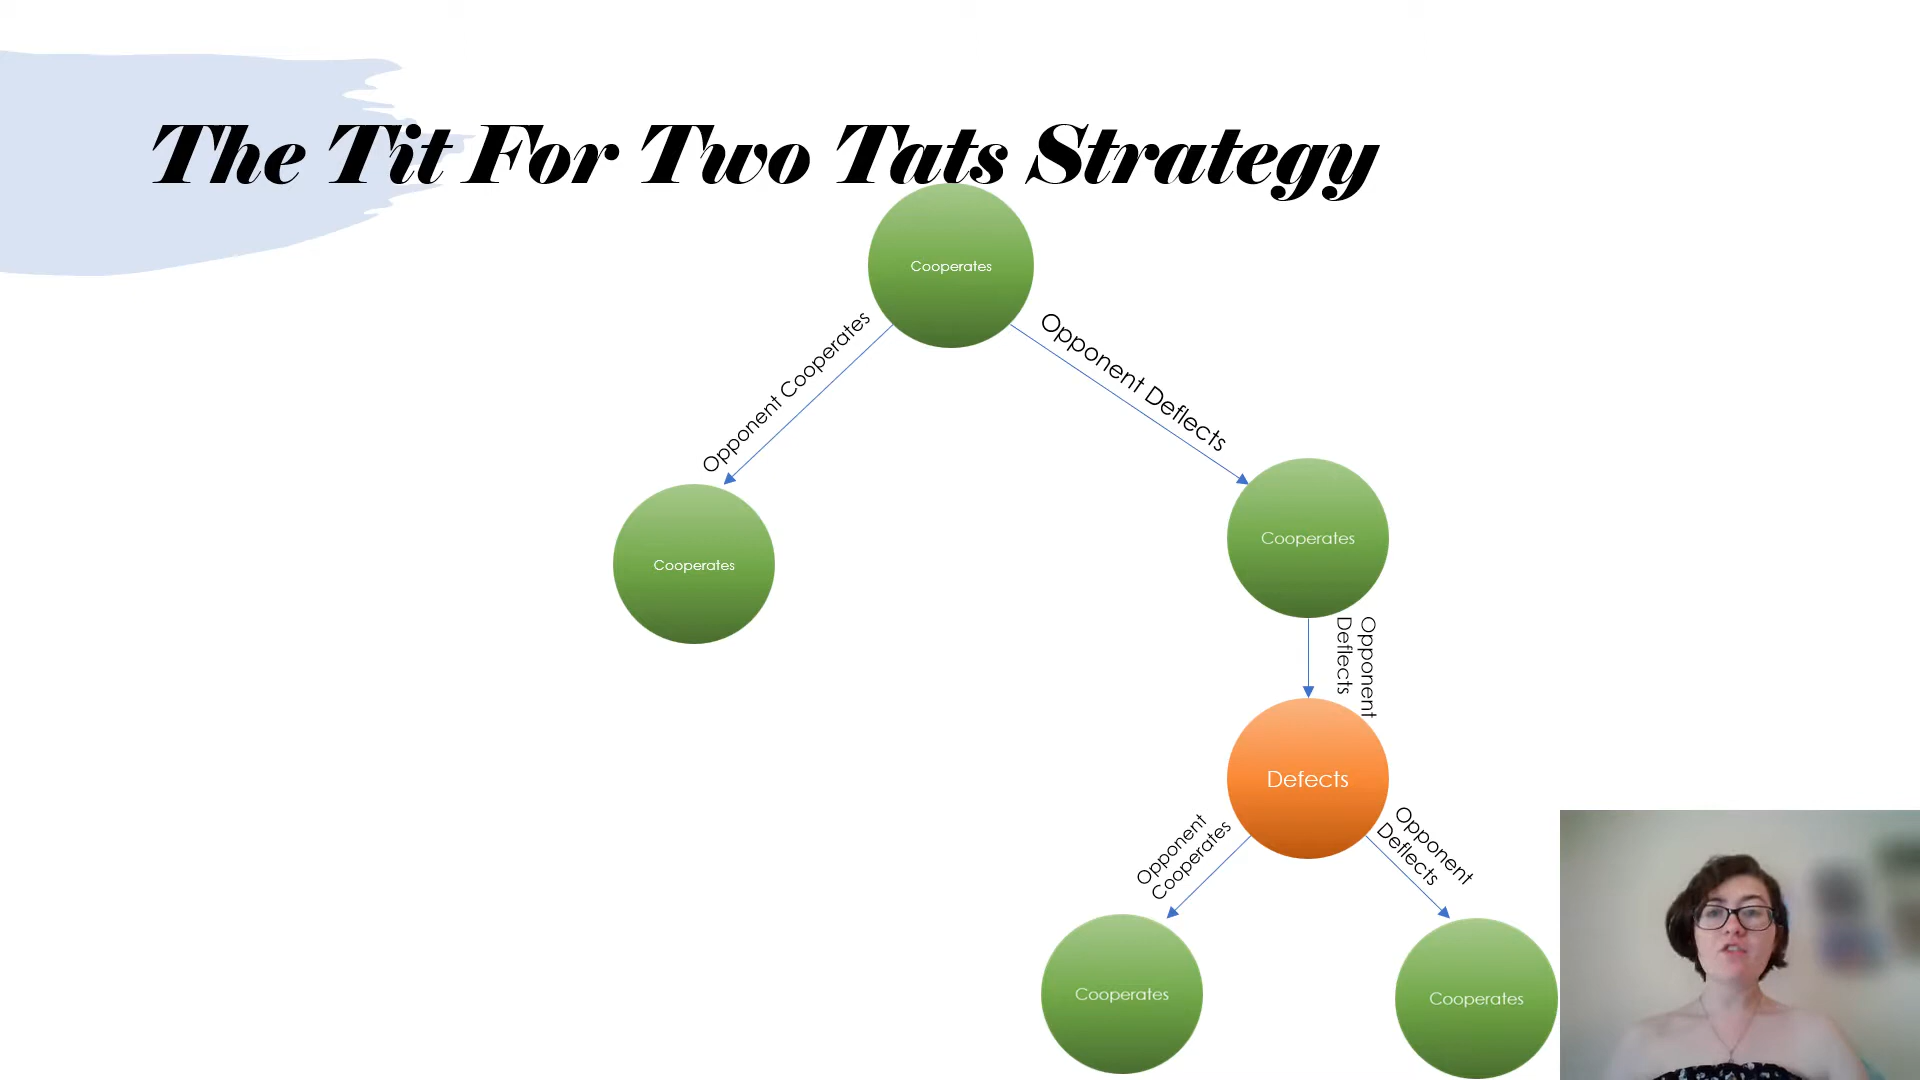 The Tit For Two Tats Strategy
Cooperates
Opponent Cooperates
Opponent Deflects
Cooperates
Cooperates
Opponent
Deflects
Defects
Opponent
Cooperates
Opponent
Deflects
Cooperates
Cooperates